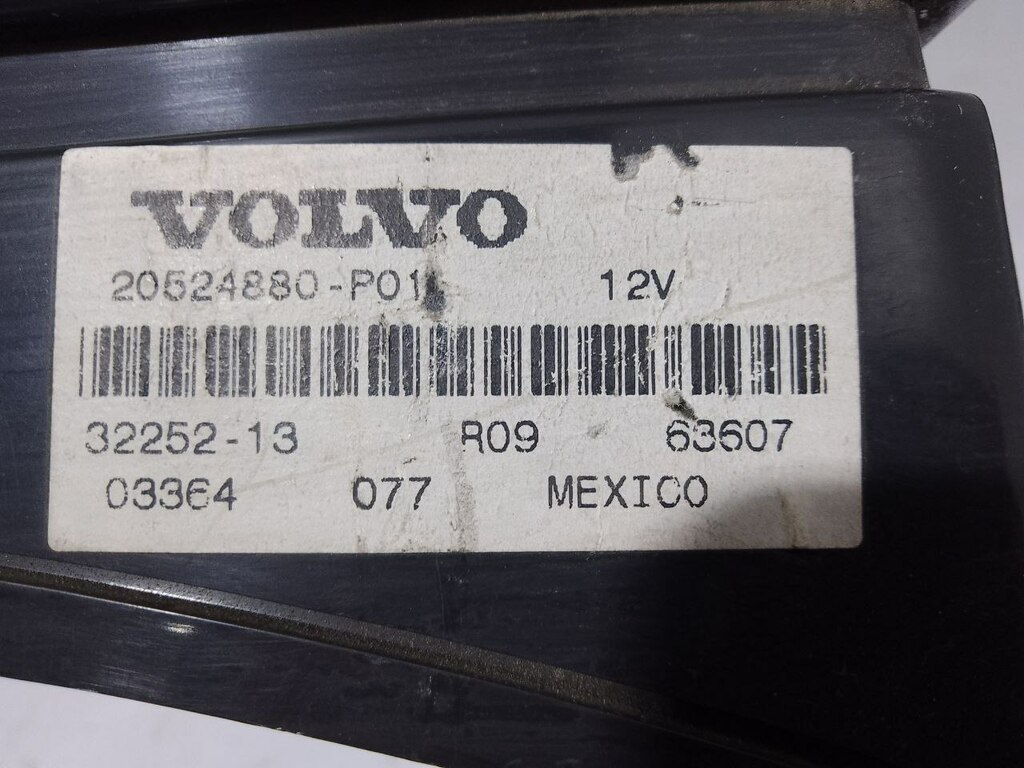 VOLVO
20524880-P01 12V
32252-13 R09 63607
03364 077 MEXICO